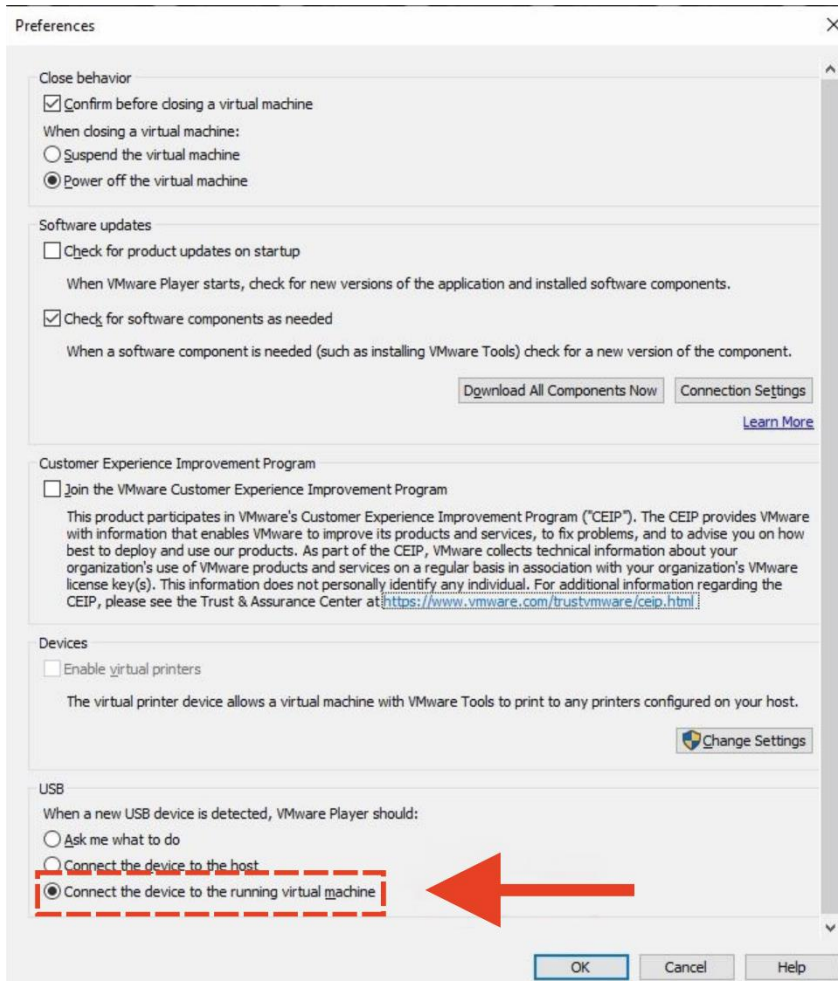 Preferences
Close behavior
Confirm before closing a virtual machine
When closing a virtual machine:
Suspend the virtual machine
Power off the virtual machine
Software updates
Check for product updates on startup
When VMware Player starts, check for new versions of the application and installed software components.
Check for software components as needed
When a software component is needed (such as installing VMware Tools) check for a new version of the component.
Download All Components Now Connection Settings
Learn More
Customer Experience Improvement Program
Join the VMware Customer Experience Improvement Program
This product participates in VMware's Customer Experience Improvement Program ("CEIP"). The CEIP provides VMware
with information that enables VMware to improve its products and services, to fix problems, and to advise you on how
best to deploy and use our products. As part of the CEIP, VMware collects technical information about your
organization's use of VMware products and services on a regular basis in association with your organization's VMware
license key(s). This information does not personally identify any individual. For additional information regarding the
CEIP, please see the Trust & Assurance Center at https://www.vmware.com/trustvmware/ceip.html
Devices
Enable virtual printers
The virtual printer device allows a virtual machine with VMware Tools to print to any printers configured on your host.
Change Settings
USB
When a new USB device is detected, VMware Player should:
Ask me what to do
Connect the device to the host
Connect the device to the running virtual machine
OK Cancel Help